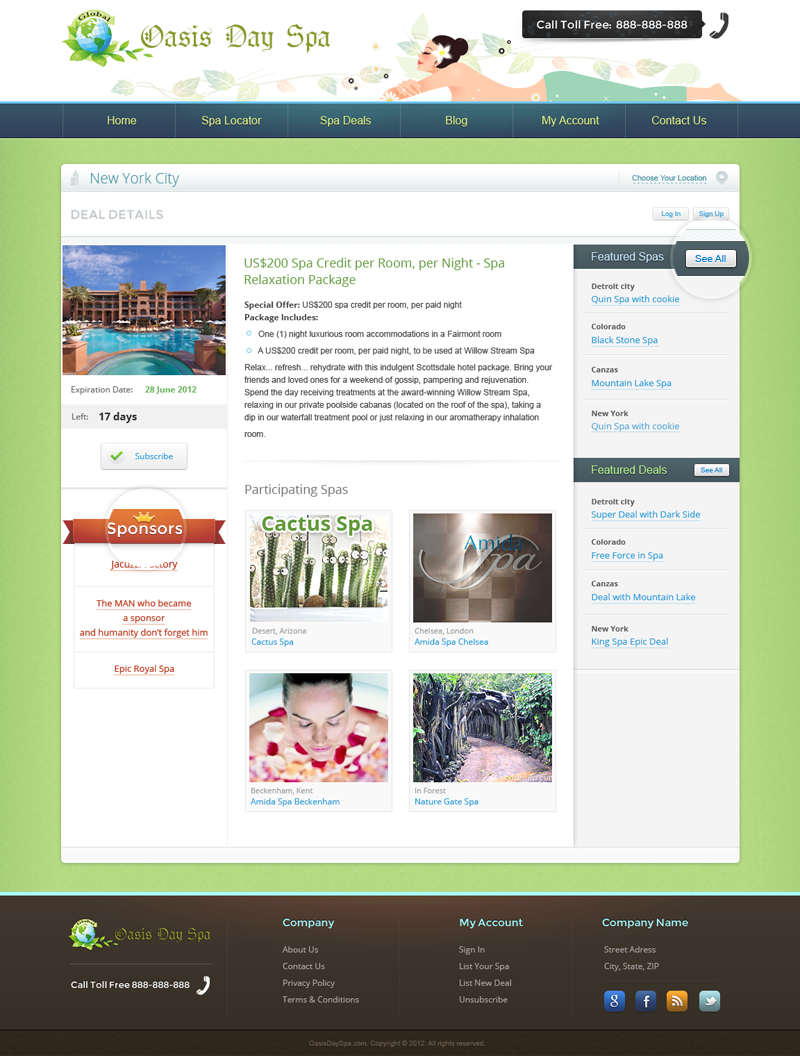 Global
Oasis Day Spa
Call Toll Free: 888-888-888
Home
Spa Locator
Spa Deals
Blog
My Account
Contact Us
New York City
Choose Your Location
DEAL DETAILS
Log In
Sign Up
Expiration Date: 28 June 2012
Left: 17 days
Subscribe
Sponsors
Jacuzzi Factory
The MAN who became
a sponsor
and humanity don't forget him
Epic Royal Spa
US$200 Spa Credit per Room, per Night - Spa
Relaxation Package
Special Offer: US$200 spa credit per room, per paid night
Package Includes:
One (1) night luxurious room accommodations in a Fairmont room
A US$200 credit per room, per paid night, to be used at Willow Stream Spa
Relax... refresh... rehydrate with this indulgent Scottsdale hotel package. Bring your
friends and loved ones for a weekend of gossip, pampering and rejuvenation.
Spend the day receiving treatments at the award-winning Willow Stream Spa,
relaxing in our private poolside cabanas (located on the roof of the spa), taking a
dip in our waterfall treatment pool or just relaxing in our aromatherapy inhalation
room.
Participating Spas
Cactus Spa
Desert, Arizona
Cactus Spa
Amida
Spa
Chelsea, London
Amida Spa Chelsea
Beckenham, Kent
Amida Spa Beckenham
In Forest
Nature Gate Spa
Featured Spas
See All
Detroit city
Quin Spa with cookie
Colorado
Black Stone Spa
Canzas
Mountain Lake Spa
New York
Quin Spa with cookie
Featured Deals
See All
Detroit city
Super Deal with Dark Side
Colorado
Free Force in Spa
Canzas
Deal with Mountain Lake
New York
King Spa Epic Deal
Oasis Day Spa
Call Toll Free 888-888-888
Company
About Us
Contact Us
Privacy Policy
Terms & Conditions
My Account
Sign In
List Your Spa
List New Deal
Unsubscribe
Company Name
Street Adress
City, State, ZIP
OasisDaySpa.com. Copyright © 2012. All rights reserved.